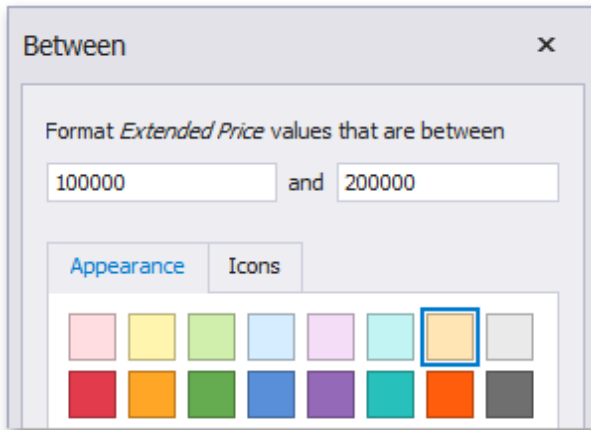 Between
Format Extended Price values that are between
100000 and 200000
Appearance Icons